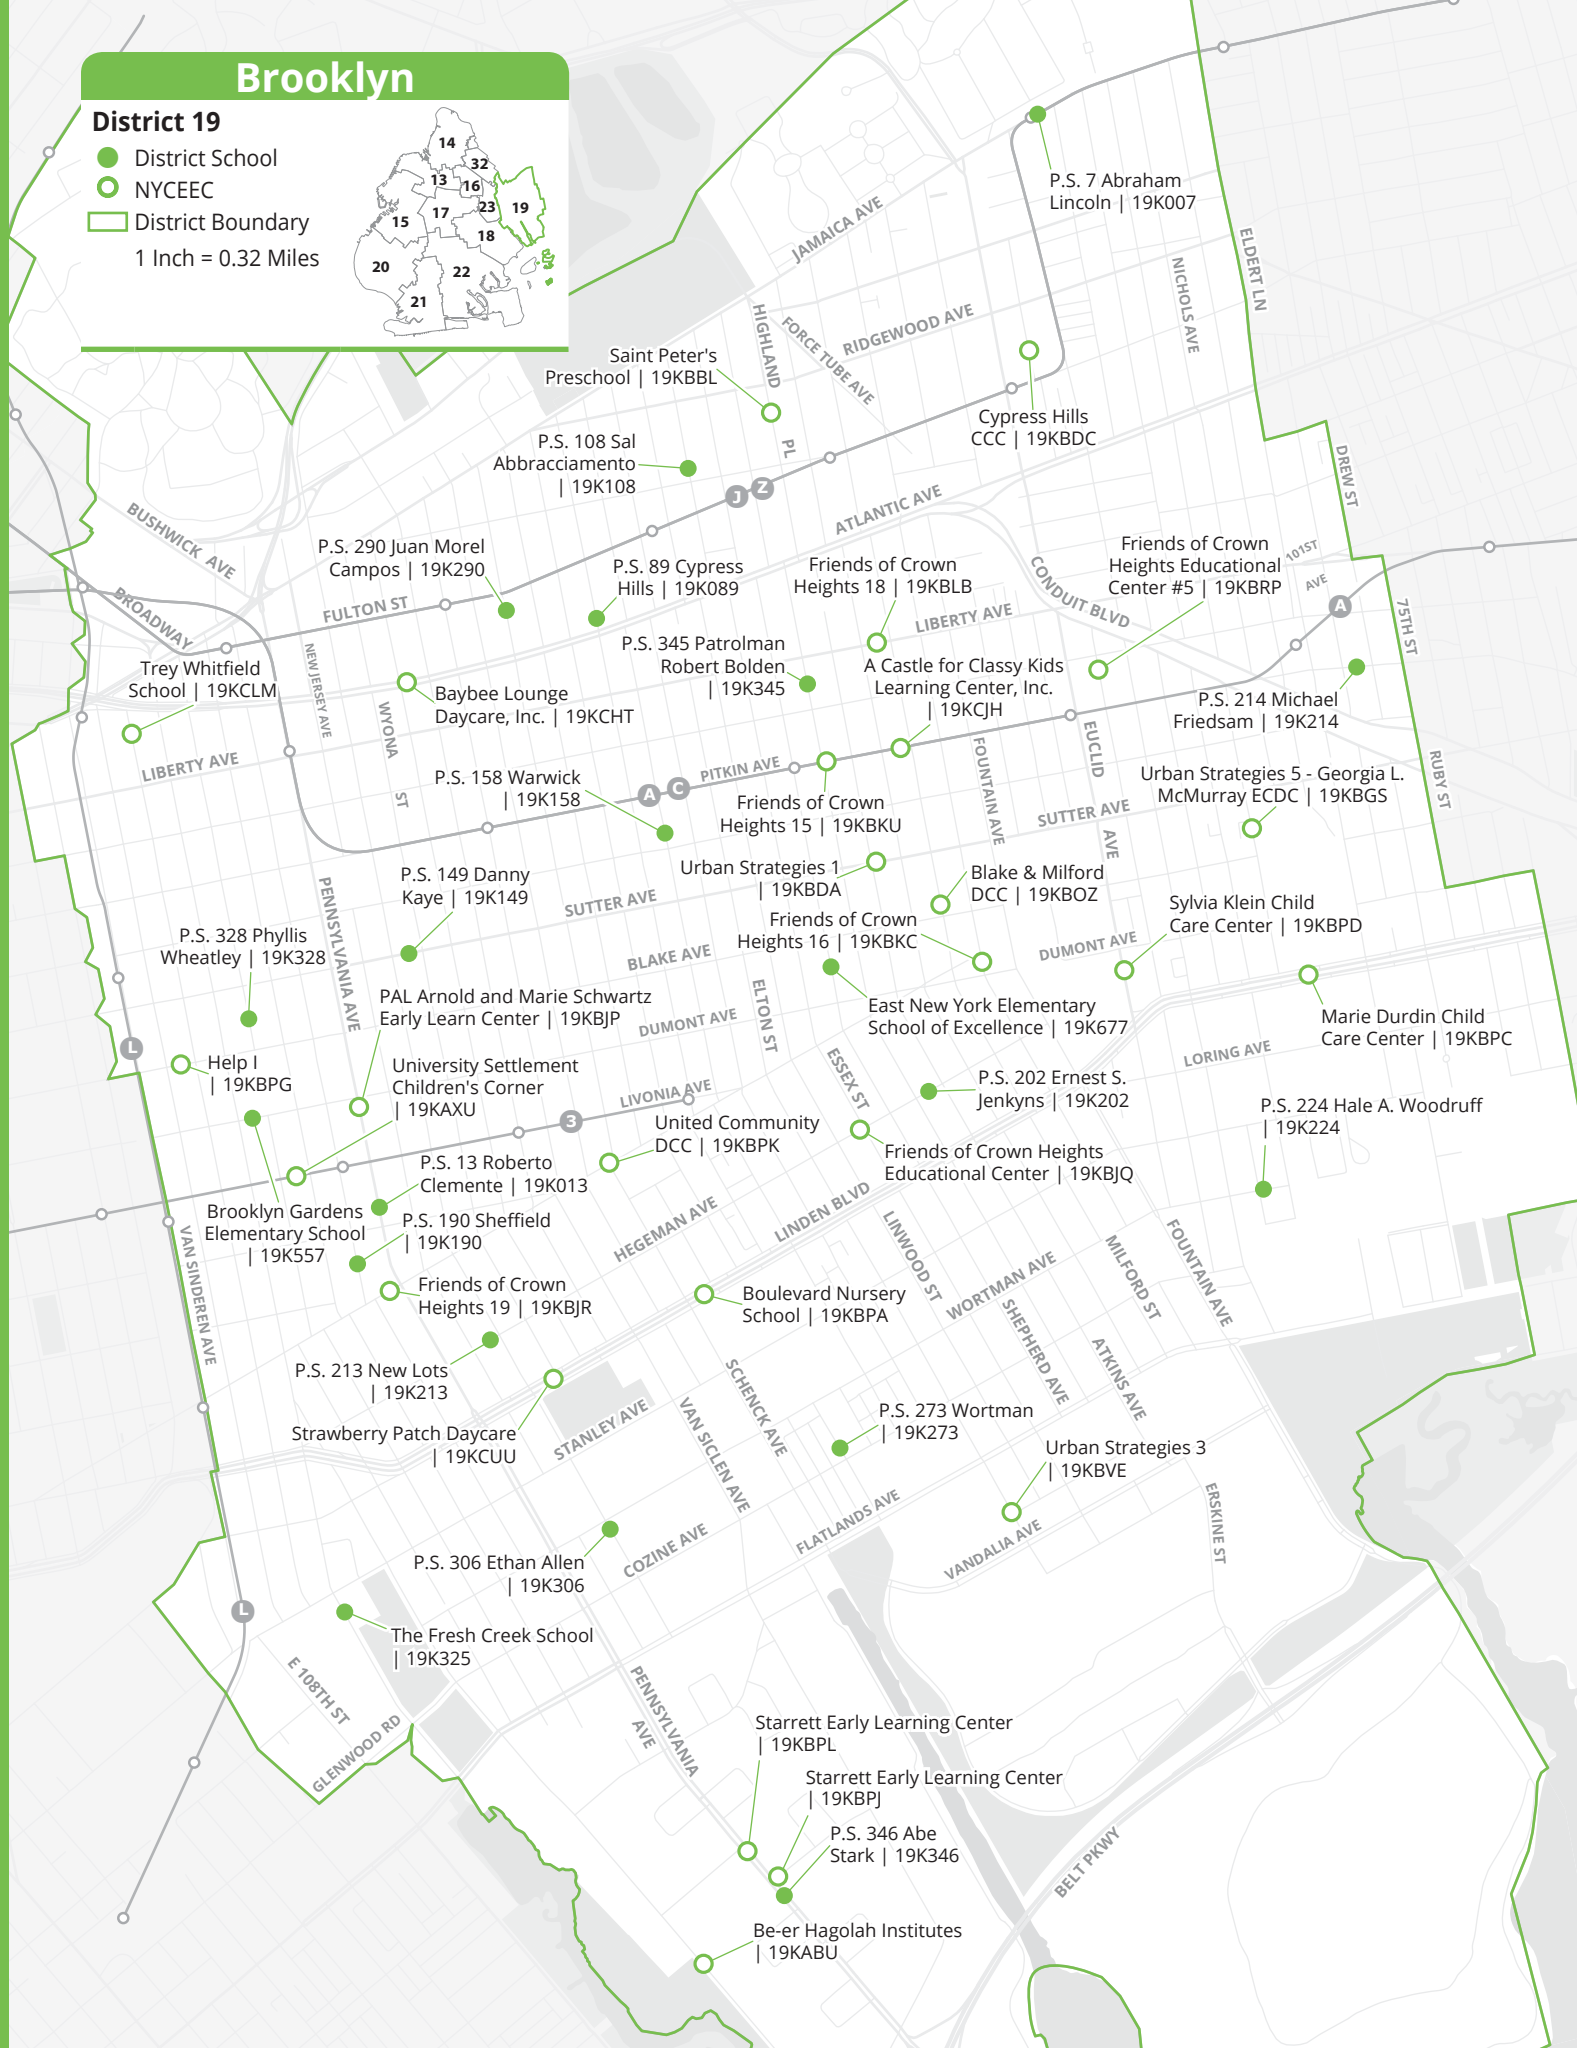 Brooklyn
District 19
District School
NYCEEC
District Boundary
1 Inch = 0.32 Miles
14
32
13
16
23
19
15
17
18
20
22
21
P.S. 7 Abraham
Lincoln | 19K007
JAMAICA AVE
ELDERT LN
NICHOLS AVE
HIGHLAND
PL
FORCE TUBE AVE
RIDGEWOOD AVE
Saint Peter's
Preschool | 19KBBL
Cypress Hills
CCC | 19KBDC
P.S. 108 Sal
Abbracciamento
| 19K108
J
Z
DREW ST
ATLANTIC AVE
BUSHWICK AVE
P.S. 290 Juan Morel
Campos | 19K290
P.S. 89 Cypress
Hills | 19K089
Friends of Crown
Heights 18 | 19KBLB
Friends of Crown
Heights Educational
Center #5 | 19KBRP
101ST
AVE
CONDUIT BLVD
BROADWAY
FULTON ST
LIBERTY AVE
A
75TH ST
Trey Whitfield
School | 19KCLM
NEW JERSEY AVE
P.S. 345 Patrolman
Robert Bolden
| 19K345
A Castle for Classy Kids
Learning Center, Inc.
| 19KCJH
Baybee Lounge
Daycare, Inc. | 19KCHT
P.S. 214 Michael
Friedsam | 19K214
WYONA
ST
LIBERTY AVE
PITKIN AVE
A
C
FOUNTAIN AVE
EUCLID
AVE
RUBY ST
P.S. 158 Warwick
| 19K158
Friends of Crown
Heights 15 | 19KBKU
Urban Strategies 5 - Georgia L.
McMurray ECDC | 19KBGS
SUTTER AVE
P.S. 149 Danny
Kaye | 19K149
Urban Strategies 1
| 19KBDA
Blake & Milford
DCC | 19KBOZ
PENNSYLVANIA AVE
SUTTER AVE
Friends of Crown
Heights 16 | 19KBKC
Sylvia Klein Child
Care Center | 19KBPD
P.S. 328 Phyllis
Wheatley | 19K328
BLAKE AVE
DUMONT AVE
PAL Arnold and Marie Schwartz
Early Learn Center | 19KBJP
ELTON ST
East New York Elementary
School of Excellence | 19K677
Marie Durdin Child
Care Center | 19KBPC
DUMONT AVE
L
Help I
| 19KBPG
University Settlement
Children's Corner
| 19KAXU
LORING AVE
ESSEX ST
LIVONIA AVE
P.S. 202 Ernest S.
Jenkyns | 19K202
P.S. 224 Hale A. Woodruff
| 19K224
3
United Community
DCC | 19KBPK
Friends of Crown Heights
Educational Center | 19KBJQ
P.S. 13 Roberto
Clemente | 19K013
Brooklyn Gardens
Elementary School
| 19K557
P.S. 190 Sheffield
| 19K190
HEGEMAN AVE
LINDEN BLVD
LINWOOD ST
VAN SINDEREN AVE
MILFORD ST
FOUNTAIN AVE
WORTMAN AVE
Friends of Crown
Heights 19 | 19KBJR
Boulevard Nursery
School | 19KBPA
SHEPHERD AVE
ATKINS AVE
P.S. 213 New Lots
| 19K213
SCHENCK AVE
VAN SICLEN AVE
Strawberry Patch Daycare
| 19KCUU
STANLEY AVE
P.S. 273 Wortman
| 19K273
Urban Strategies 3
| 19KBVE
ERSKINE ST
FLATLANDS AVE
VANDALIA AVE
COZINE AVE
P.S. 306 Ethan Allen
| 19K306
L
The Fresh Creek School
| 19K325
E 108TH ST
GLENWOOD RD
PENNSYLVANIA
AVE
Starrett Early Learning Center
| 19KBPL
Starrett Early Learning Center
| 19KBPJ
P.S. 346 Abe
Stark | 19K346
BELT PKWY
Be-er Hagolah Institutes
| 19KABU